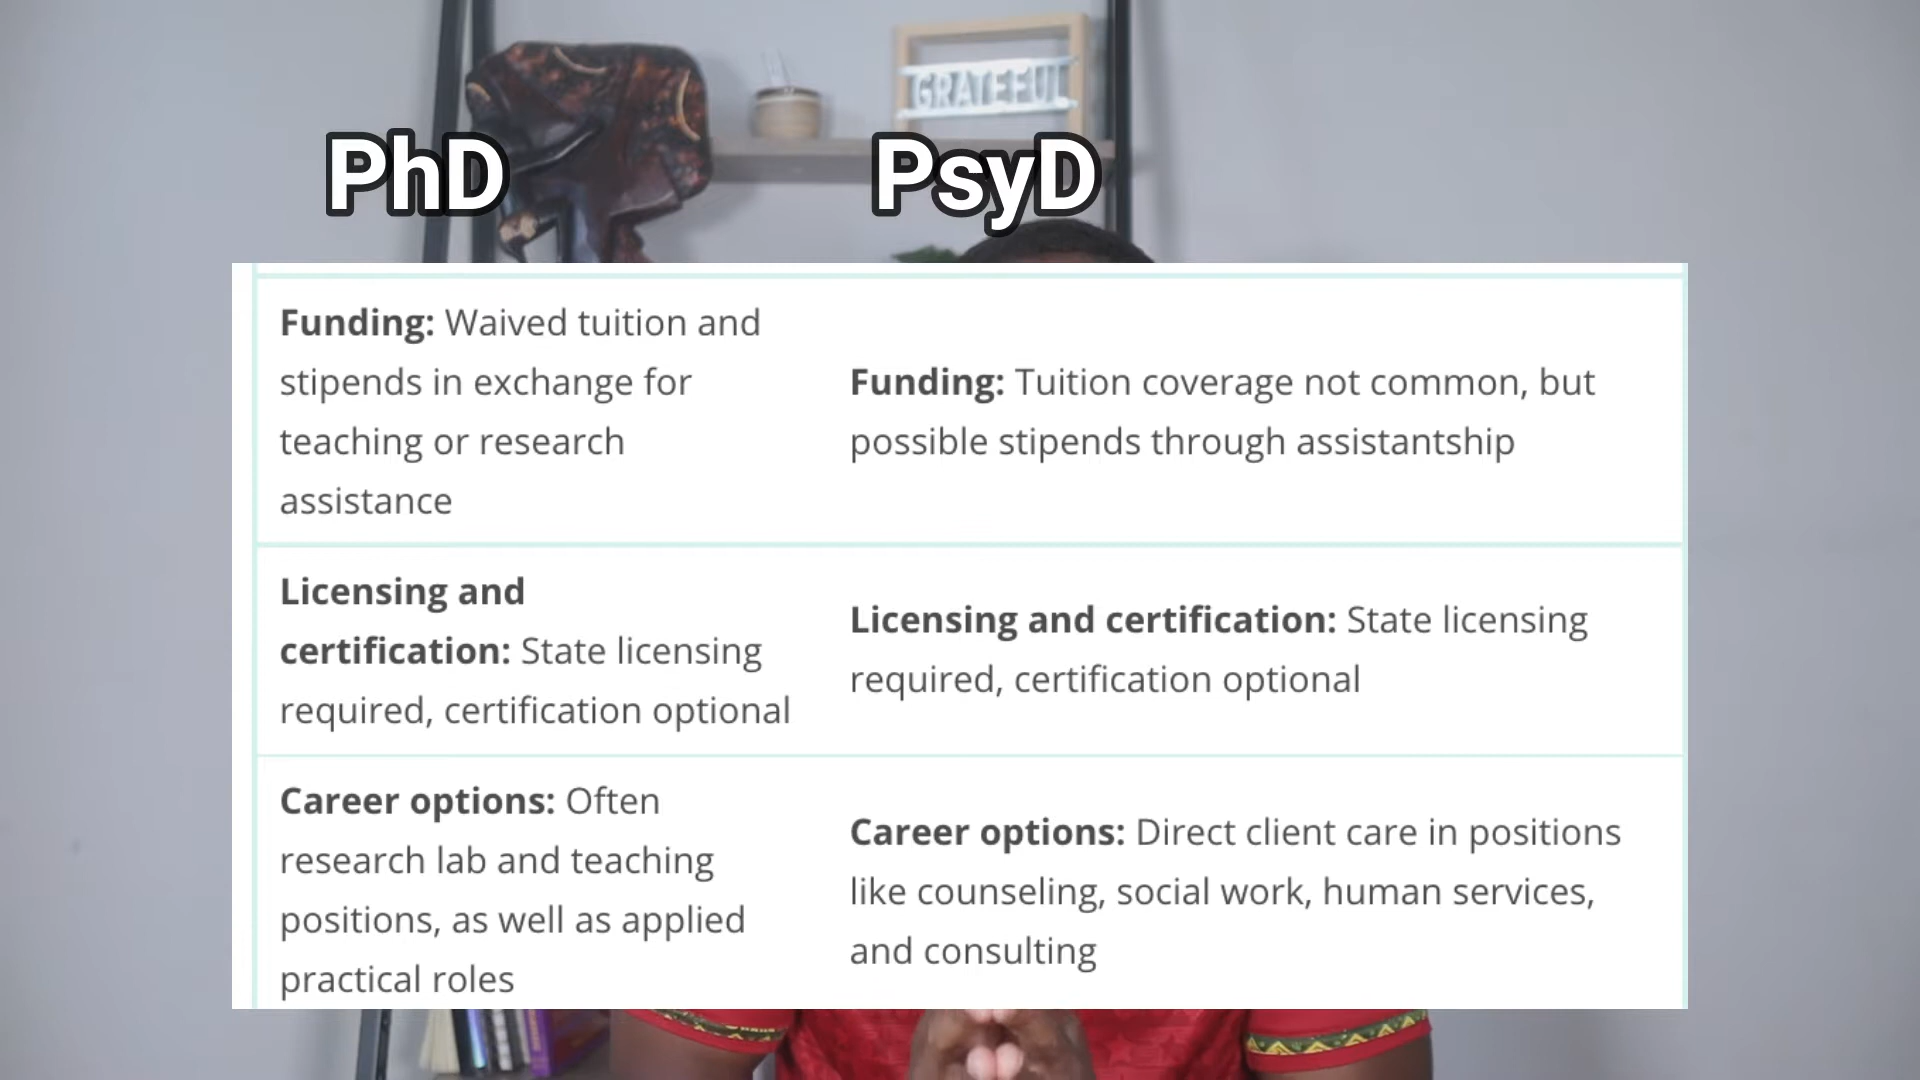 GRATEFUL
PhD
PsyD
Funding: Waived tuition and
stipends in exchange for
teaching or research
assistance
Funding: Tuition coverage not common, but
possible stipends through assistantship
Licensing and
certification: State licensing
required, certification optional
Licensing and certification: State licensing
required, certification optional
Career options: Often
research lab and teaching
positions, as well as applied
practical roles
Career options: Direct client care in positions
like counseling, social work, human services,
and consulting